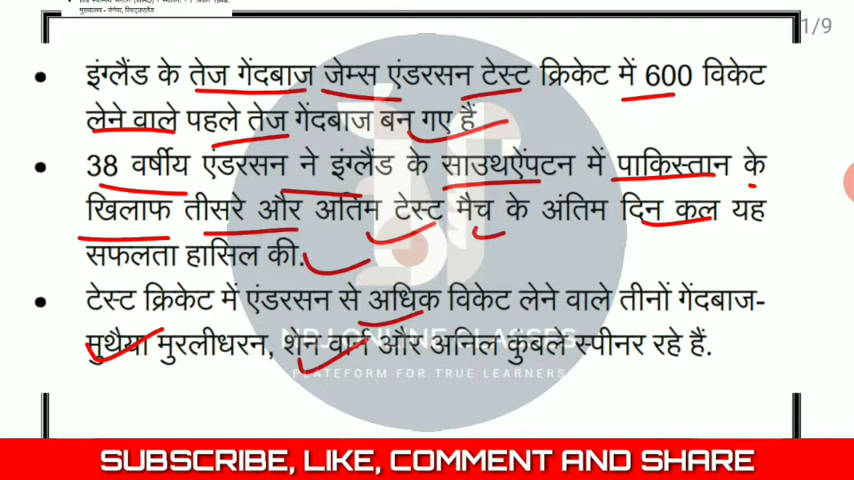 मुख्यालय - जेनेवा, स्विट्जरलैंड
1/9
• इंग्लैंड के तेज गेंदबाज जेम्स एंडरसन टेस्ट क्रिकेट में 600 विकेट
लेने वाले पहले तेज गेंदबाज बन गए हैं
• 38 वर्षीय एंडरसन ने इंग्लैंड के साउथऐंपटन में पाकिस्तान के
खिलाफ तीसरे और अंतिम टेस्ट मैच के अंतिम दिन कल यह
सफलता हासिल की.
• टेस्ट क्रिकेट में एंडरसन से अधिक विकेट लेने वाले तीनों गेंदबाज-
मुथैया मुरलीधरन, शेन वार्न और अनिल कुंबले स्पीनर रहे हैं.
PLATEFORM FOR TRUE LEARNERS
SUBSCRIBE, LIKE, COMMENT AND SHARE